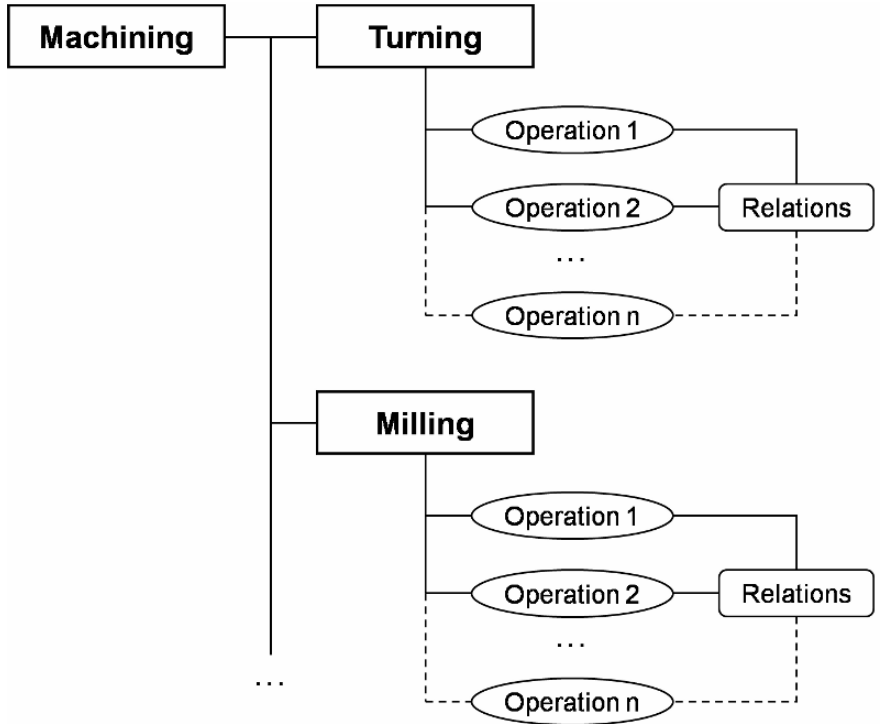 Machining
Turning
Operation 1
Operation 2
Relations
...
Operation n
Milling
Operation 1
Operation 2
Relations
...
Operation n
...